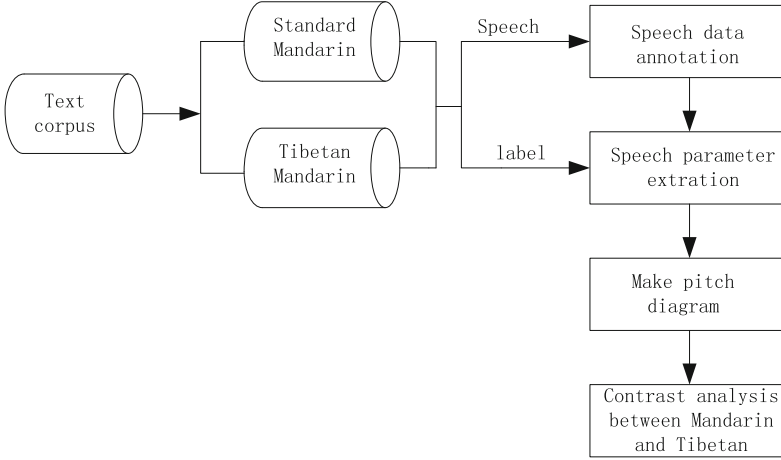 Text
corpus
Standard
Mandarin
Tibetan
Mandarin
Speech
label
Speech data
annotation
Speech parameter
extration
Make pitch
diagram
Contrast analysis
between Mandarin
and Tibetan